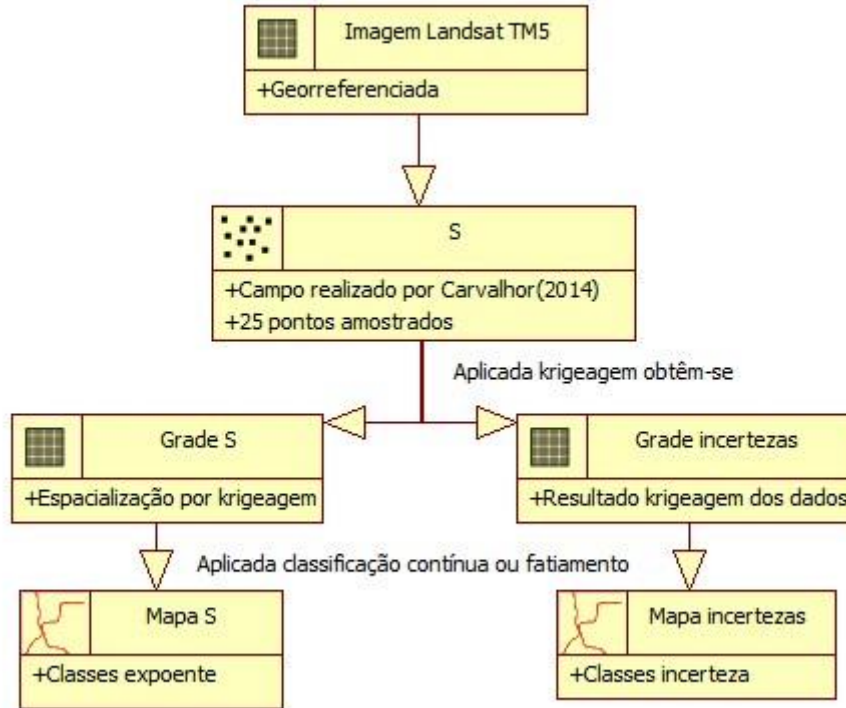 Imagem Landsat TM5
+Georreferenciada
S
+Campo realizado por Carvalhor(2014)
+25 pontos amostrados
Aplicada krigeagem obtêm-se
Grade S
+Espacialização por krigeagem
Grade incertezas
+Resultado krigeagem dos dados
Aplicada classificação contínua ou fatiamento
Mapa S
+Classes expoente
Mapa incertezas
+Classes incerteza